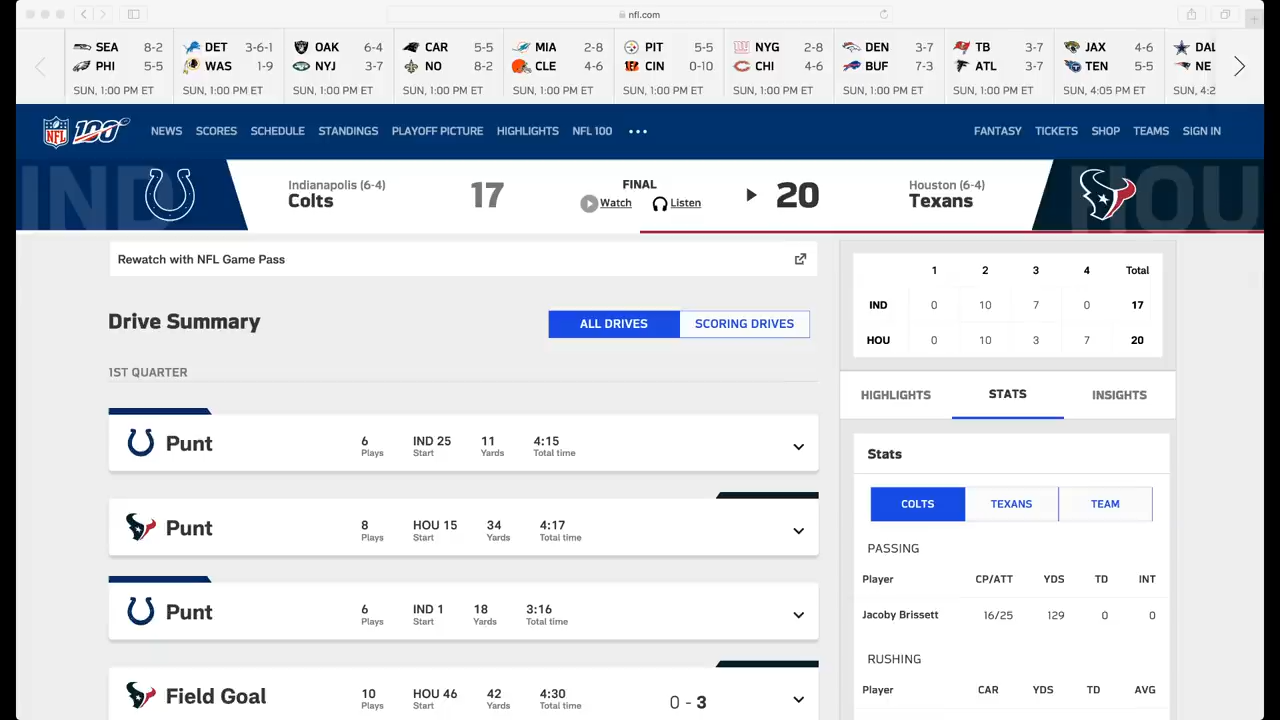 nfl.com
SEA 8-2
PHI 5-5
SUN, 1:00 PM ET
DET 3-6-1
WAS 1-9
SUN, 1:00 PM ET
OAK 6-4
NYJ 3-7
SUN, 1:00 PM ET
CAR 5-5
NO 8-2
SUN, 1:00 PM ET
MIA 2-8
CLE 4-6
SUN, 1:00 PM ET
PIT 5-5
CIN 0-10
SUN, 1:00 PM ET
NYG 2-8
CHI 4-6
SUN, 1:00 PM ET
DEN 3-7
BUF 7-3
SUN, 1:00 PM ET
TB 3-7
ATL 3-7
SUN, 1:00 PM ET
JAX 4-6
TEN 5-5
SUN, 4:05 PM ET
DAL
NE
SUN, 4:2
NFL 100 NEWS SCORES SCHEDULE STANDINGS PLAYOFF PICTURE HIGHLIGHTS NFL 100 ••• FANTASY TICKETS SHOP TEAMS SIGN IN
IND
Indianapolis (6-4)
Colts
17
FINAL
Watch Listen
20
Houston (6-4)
Texans
HOU
Rewatch with NFL Game Pass
Drive Summary
ALL DRIVES SCORING DRIVES
1ST QUARTER
Punt
6 IND 25 11 4:15
Plays Start Yards Total time
Punt
8 HOU 15 34 4:17
Plays Start Yards Total time
Punt
6 IND 1 18 3:16
Plays Start Yards Total time
Field Goal
10 HOU 46 42 4:30
Plays Start Yards Total time
0 - 3
1 2 3 4 Total
IND 0 10 7 0 17
HOU 0 10 3 7 20
HIGHLIGHTS STATS INSIGHTS
Stats
COLTS TEXANS TEAM
PASSING
Player CP/ATT YDS TD INT
Jacoby Brissett 16/25 129 0 0
RUSHING
Player CAR YDS TD AVG